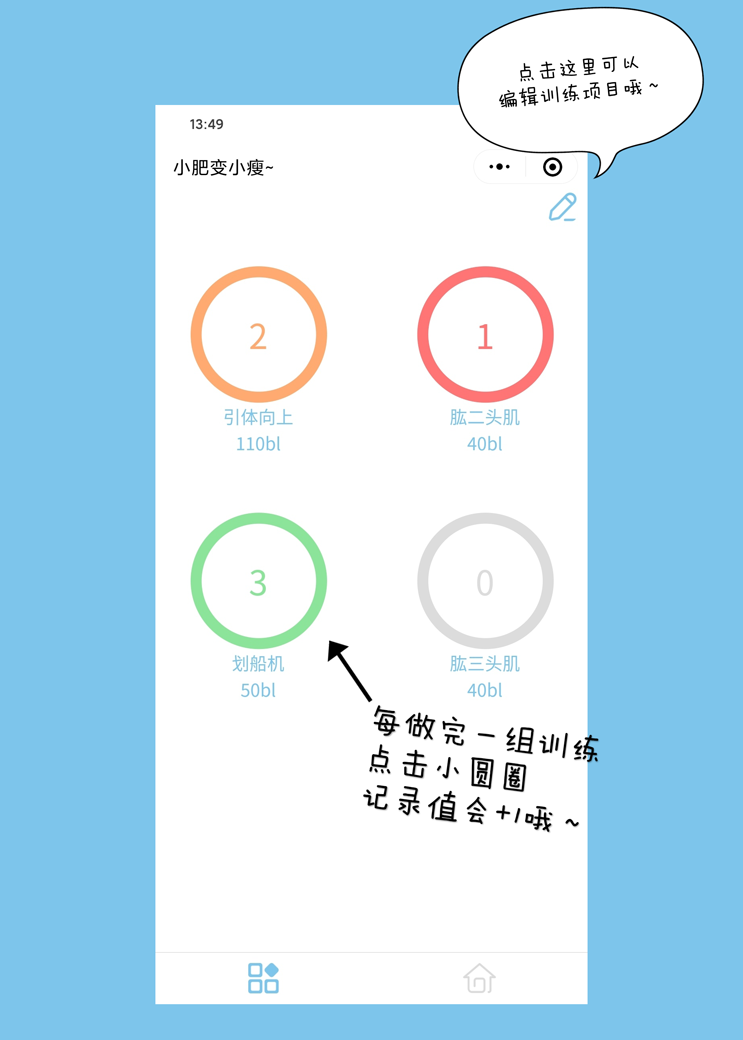 点击这里可以
编辑训练项目哦~
13:49
小肥变小瘦~
2
1
引体向上
肱二头肌
110bl
40bl
3
0
划船机
肱三头肌
50bl
40bl
每做完一组训练
点击小圆圈
记录值会+1哦~